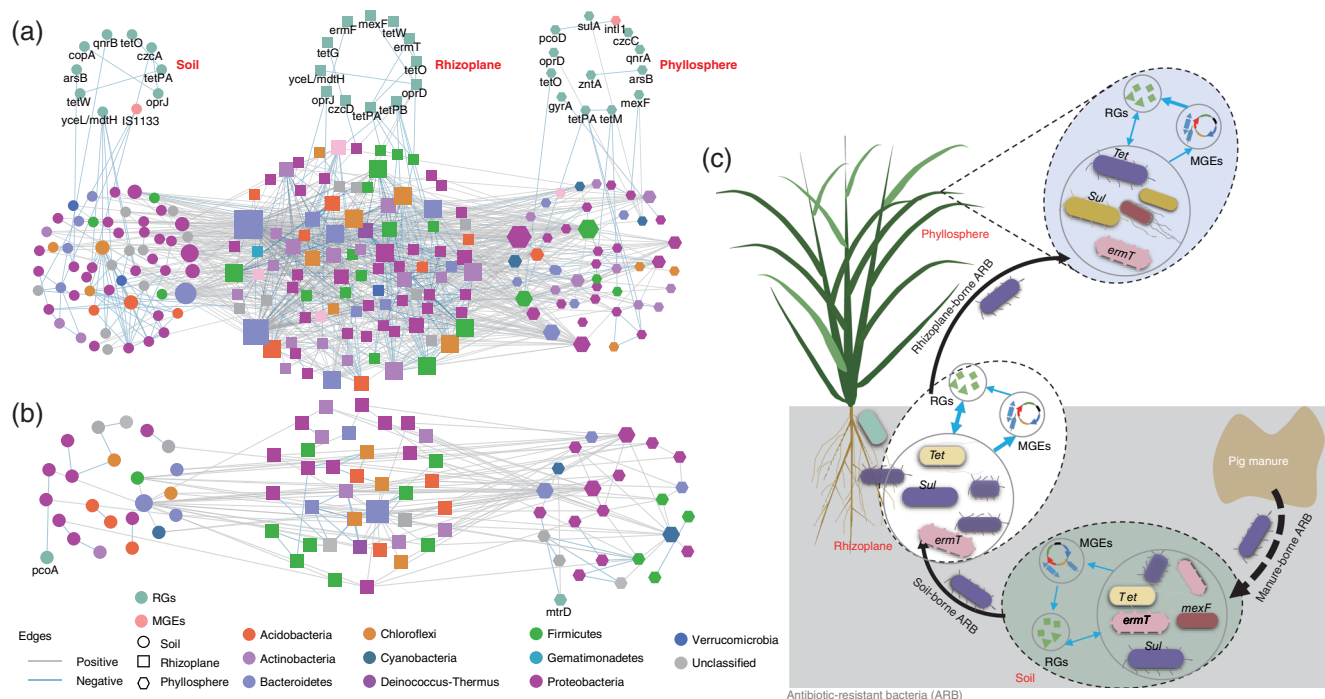 (a)
qnrB
tetO
copA
czcA
Soil
arsB
tetPA
tetW
oprJ
yceL/mdtH
IS1133
mexF
ermF
tetW
tetG
ermT
Rhizoplane
yceL/mdtH
tetO
oprJ
oprD
czcD
tetPB
tetPA
sulA
intI1
pcoD
czcC
oprD
qnrA
Phyllosphere
tetO
zntA
arsB
gyrA
mexF
tetPA
tetM
(b)
pcoA
mtrD
RGs
MGEs
Edges
Soil
Positive
Rhizoplane
Negative
Phyllosphere
Acidobacteria
Actinobacteria
Bacteroidetes
Chloroflexi
Cyanobacteria
Deinococcus-Thermus
Firmicutes
Gematimonadetes
Proteobacteria
Verrucomicrobia
Unclassified
(c)
RGs
MGEs
Tet
Sul
ermT
Phyllosphere
Rhizoplane-borne ARB
RGs
MGEs
Tet
Sul
ermT
Rhizoplane
Pig manure
Manure-borne ARB
Soil-borne ARB
MGEs
Tet
mexF
ermT
Sul
RGs
Soil
Antibiotic-resistant bacteria (ARB)